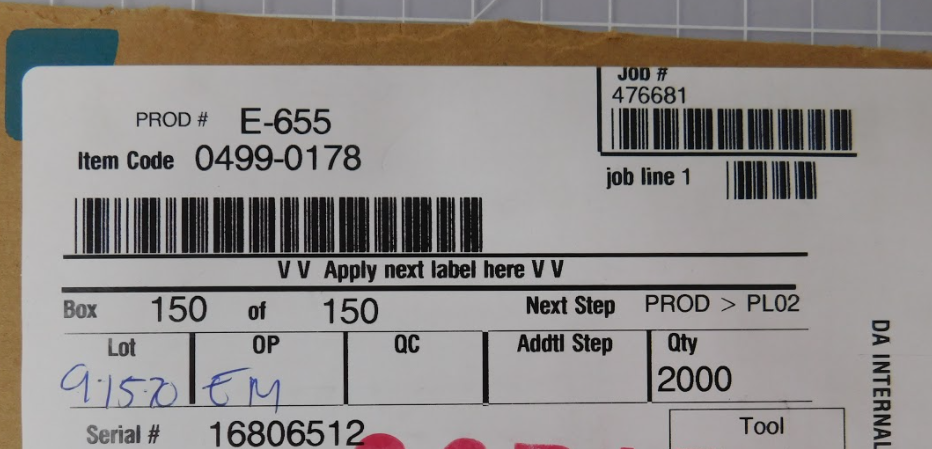 Job #
476681
PROD # E-655
Item Code 0499-0178
job line 1
V V Apply next label here V V
Box 150 of 150 Next Step PROD > PL02
Lot OP QC Addtl Step Qty
9-15-20 EM 2000
Serial # 16806512
Tool
DA INTERNAL